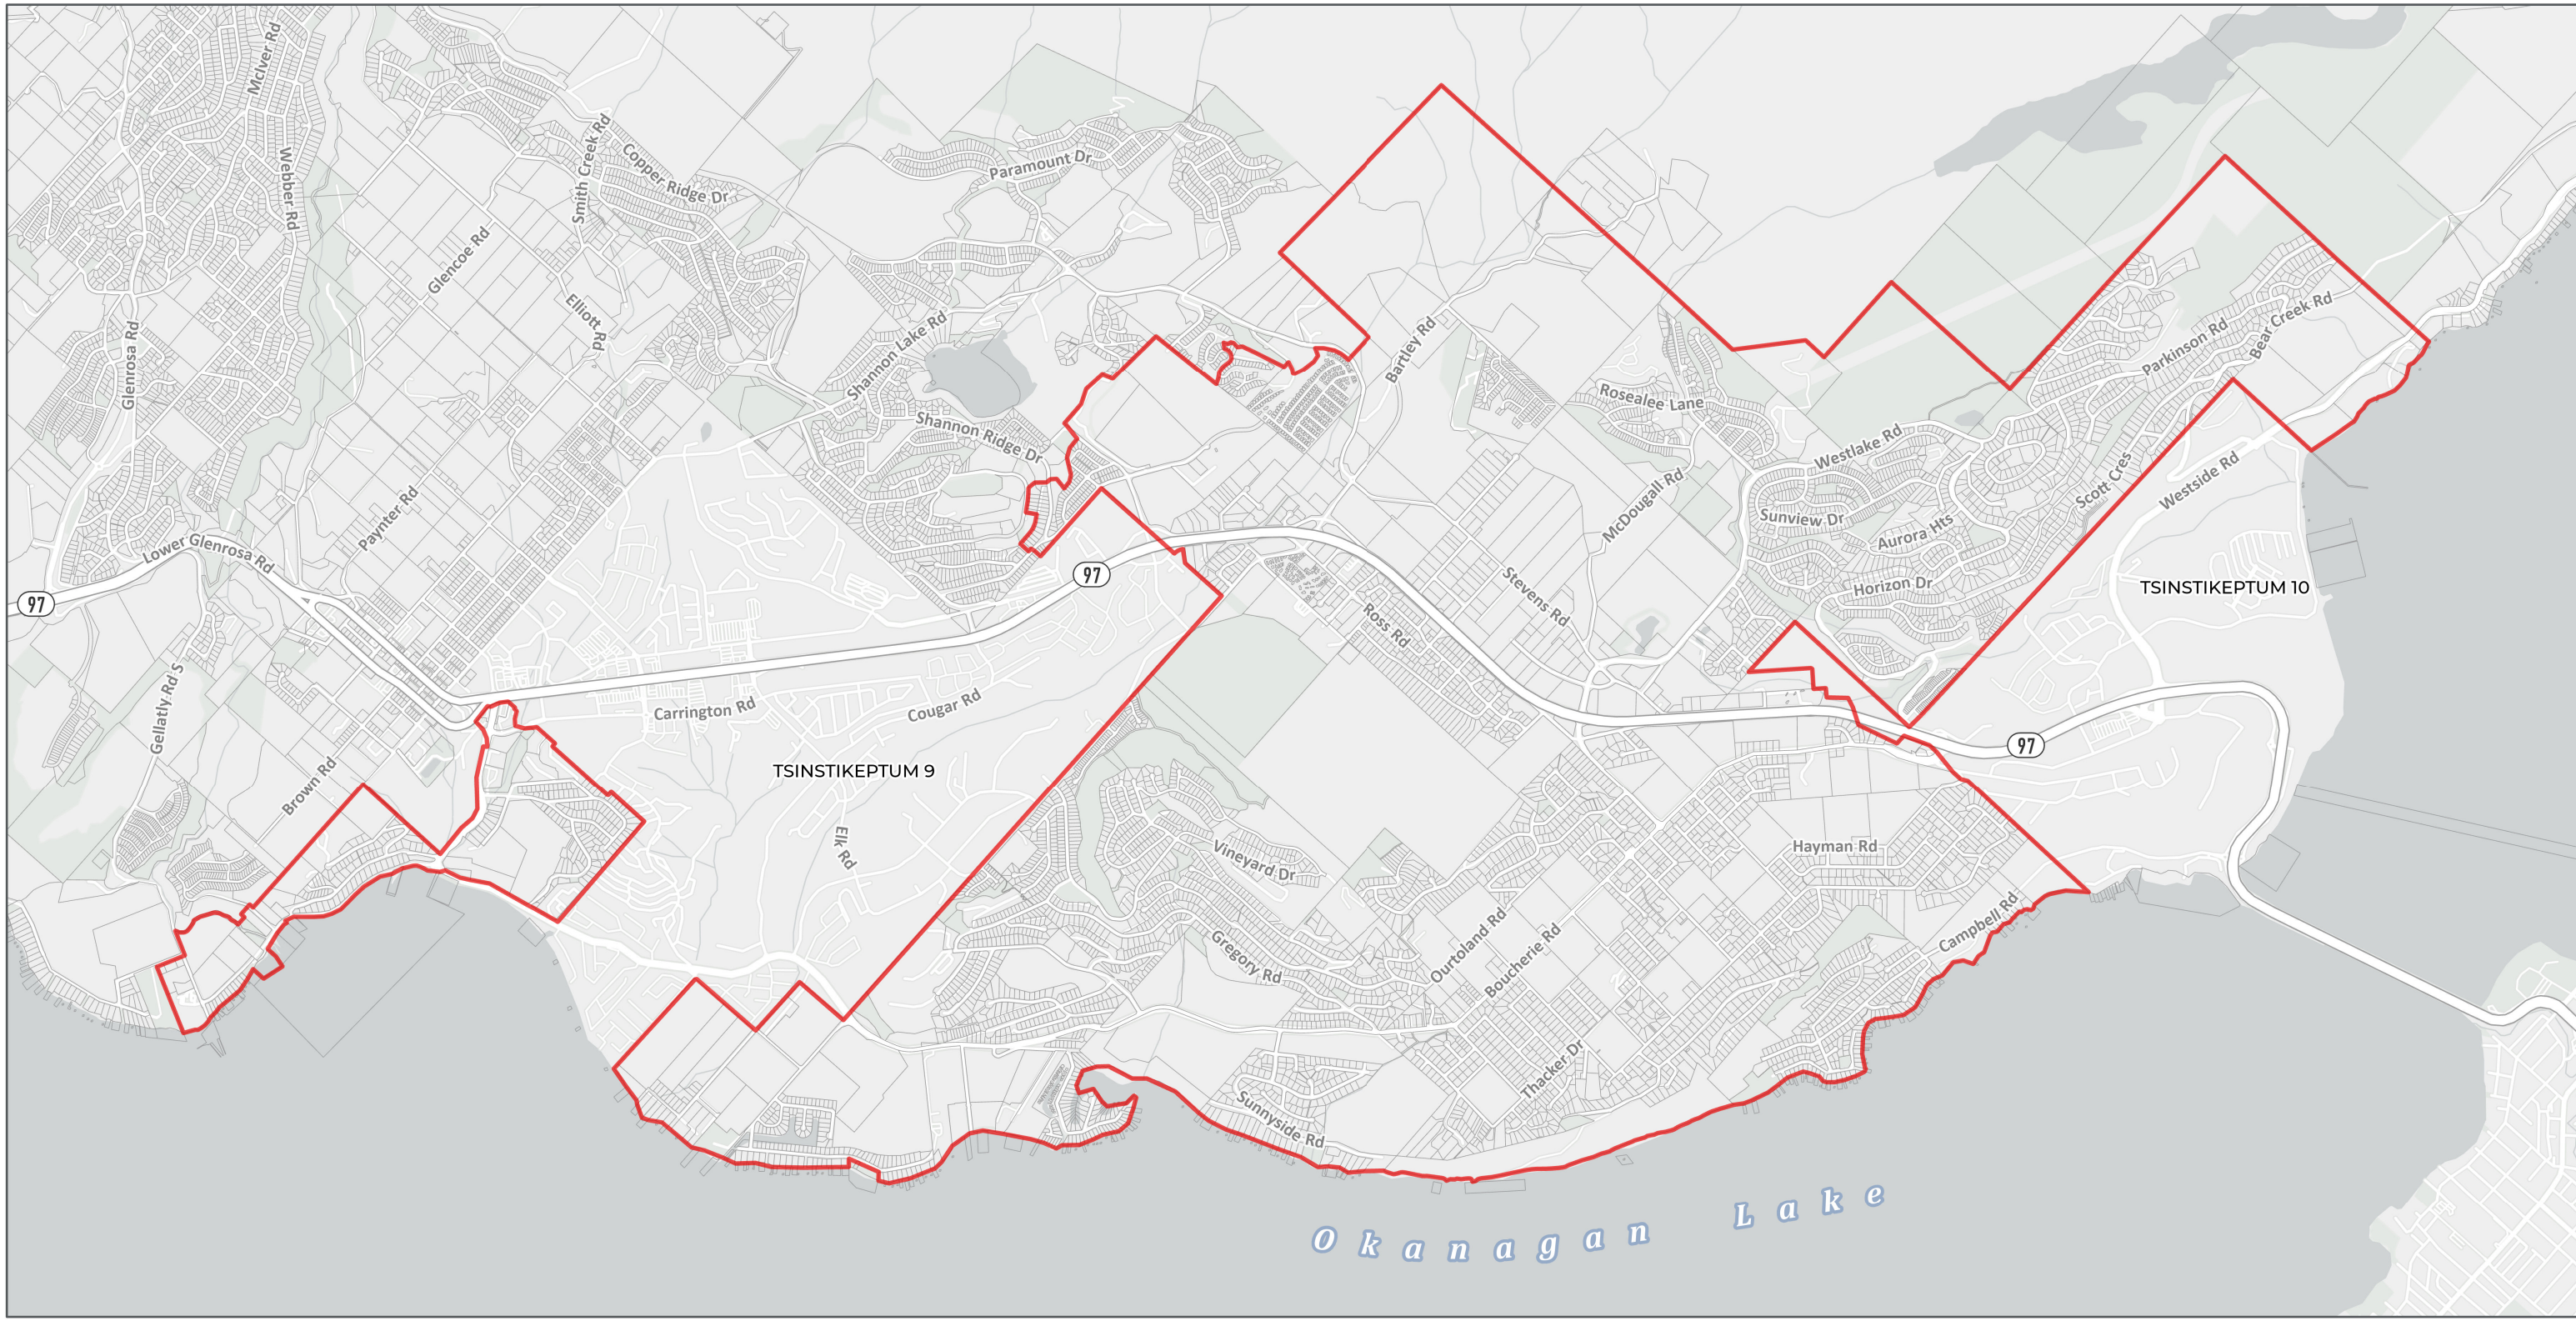 McIver Rd
Webber Rd
Smith Creek Rd
Copper Ridge Dr
Paramount Dr
Glencoe Rd
Elliott Rd
Glenrosa Rd
Shannon Lake Rd
Bartley Rd
Parkinson Rd
Bear Creek Rd
Rosealee Lane
Shannon Ridge Dr
Westlake Rd
Scott Cres
Westside Rd
McDougall Rd
Paynter Rd
Sunview Dr
Aurora Hts
Lower Glenrosa Rd
97
97
Horizon Dr
TSINSTIKEPTUM 10
Stevens Rd
Ross Rd
Gellatly Rd S
Carrington Rd
Cougar Rd
97
TSINSTIKEPTUM 9
Brown Rd
Elk Rd
Vineyard Dr
Hayman Rd
Gregory Rd
Ourtoland Rd
Boucherie Rd
Campbell Rd
Thacker Dr
Sunnyside Rd
Okanagan Lake